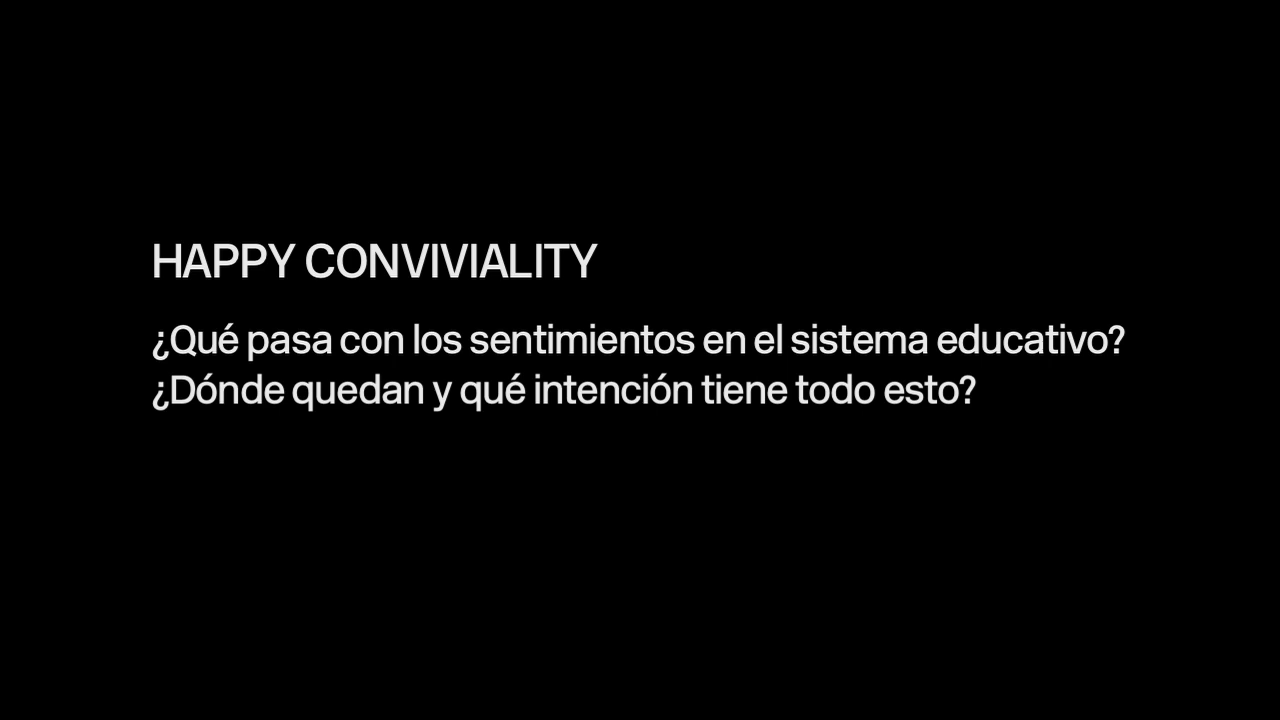 HAPPY CONVIVIALITY
¿Qué pasa con los sentimientos en el sistema educativo?
¿Dónde quedan y qué intención tiene todo esto?